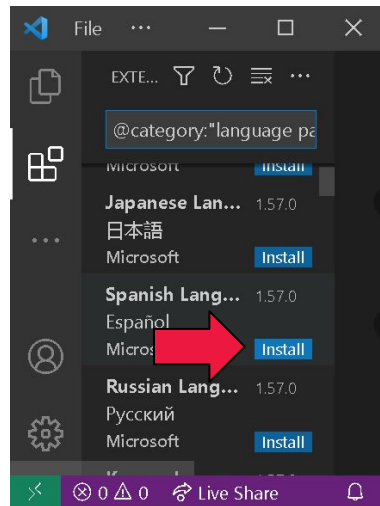 File ···
EXTE...
@category:"language pa
Microsoft Install
Japanese Lan... 1.57.0
日本語
Microsoft Install
Spanish Lang... 1.57.0
Español
Install
Russian Lang... 1.57.0
Русский
Microsoft Install
0 0 Live Share